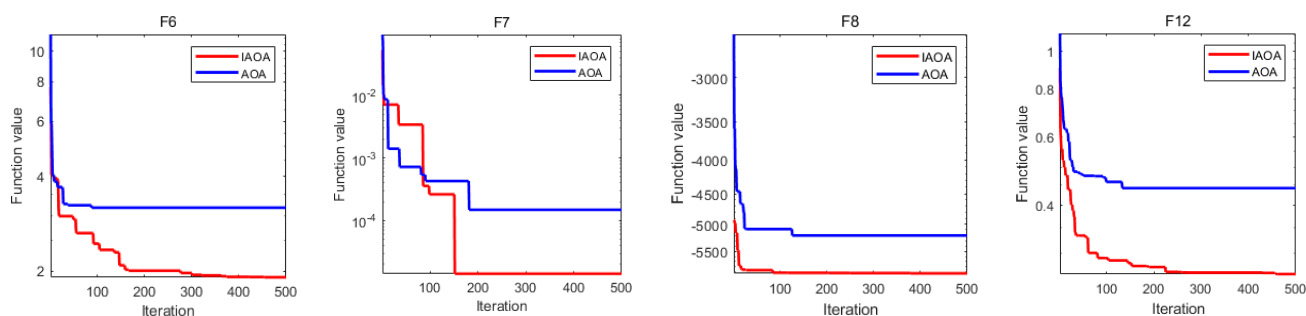 F6
Function value
10
8
6
4
2
IAOA
AOA
100 200 300 400 500
Iteration
F7
Function value
10-2
10-3
10-4
IAOA
AOA
100 200 300 400 500
Iteration
F8
Function value
-3000
-3500
-4000
-4500
-5000
-5500
IAOA
AOA
100 200 300 400 500
Iteration
F12
Function value
1
0.8
0.6
0.4
IAOA
AOA
100 200 300 400 500
Iteration